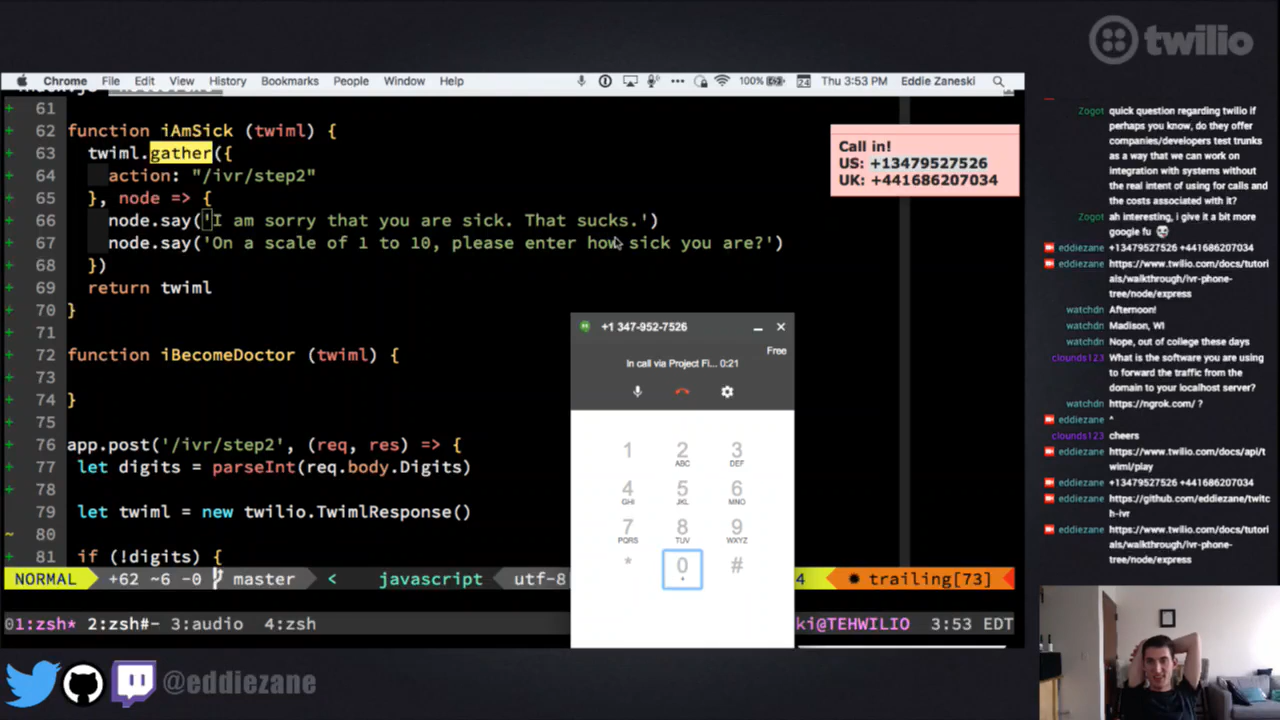 twilio
Chrome File Edit View History Bookmarks People Window Help 100% 24 Thu 3:53 PM Eddie Zaneski
61
62 function iAmSick (twiml) {
63 twiml.gather({
64 action: "/ivr/step2"
65 }, node => {
66 node.say('I am sorry that you are sick. That sucks.')
67 node.say('On a scale of 1 to 10, please enter how sick you are?')
68 })
69 return twiml
70 }
71
72 function iBecomeDoctor (twiml) {
73
74 }
75
76 app.post('/ivr/step2', (req, res) => {
77 let digits = parseInt(req.body.Digits)
78
79 let twiml = new twilio.TwimlResponse()
80
81 if (!digits) {
NORMAL +62 ~6 -0 master < javascript utf-8 4 trailing[73]
01:zsh* 2:zsh#- 3:audio 4:zsh ki@TEHWILIO 3:53 EDT
Call in!
US: +13479527526
UK: +441686207034
+1 347-952-7526
Free
In call via Project Fi... 0:21
1 2 3
ABC DEF
4 5 6
GHI JKL MNO
7 8 9
PQRS TUV WXYZ
* 0 #
+
Zogot quick question regarding twilio if
perhaps you know, do they offer
companies/developers test trunks
as a way that we can work on
integration with systems without
the real intent of using for calls and
the costs associated with it?
Zogot ah interesting, i give it a bit more
google fu
eddiezane +13479527526 +441686207034
eddiezane https://www.twilio.com/docs/tutori
als/walkthrough/ivr-phone-
tree/node/express
watchdn Afternoon!
watchdn Madison, WI
watchdn Nope, out of college these days
clounds123 What is the software you are using
to forward the traffic from the
domain to your localhost server?
watchdn https://ngrok.com/ ?
eddiezane ^
clounds123 cheers
eddiezane https://www.twilio.com/docs/api/t
wiml/play
eddiezane +13479527526 +441686207034
eddiezane https://github.com/eddiezane/twitc
h-ivr
eddiezane https://www.twilio.com/docs/tutori
als/walkthrough/ivr-phone-
tree/node/express
@eddiezane